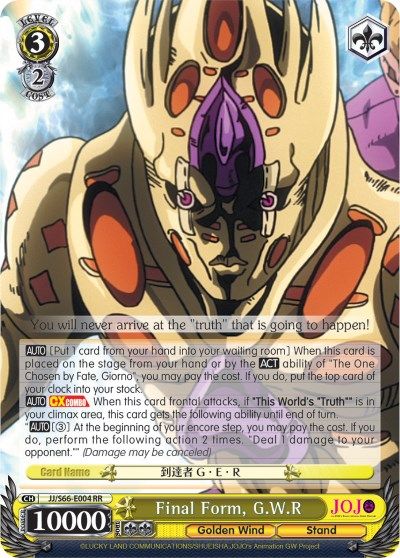 LEVEL
3
2
COST
You will never arrive at the "truth" that is going to happen!
AUTO [Put 1 card from your hand into your waiting room] When this card is
placed on the stage from your hand or by the ACT ability of "The One
Chosen by Fate, Giorno", you may pay the cost. If you do, put the top card
of your clock into your stock.
AUTO CX COMBO When this card frontal attacks, if "This World's "Truth"" is in
your climax area, this card gets the following ability until end of turn.
"AUTO [③] At the beginning of your encore step, you may pay the cost. If you
do, perform the following action 2 times. "Deal 1 damage to your
opponent."" (Damage may be canceled)
Card Name
到達者 G・E・R
CD JJ/S66-E004 RR
Final Form, G.W.R
JOJO
POWER
10000
SOUL
Golden Wind
Stand
©LUCKY LAND COMMUNICATIONS/SHUEISHA,JOJO's Animation GW Project